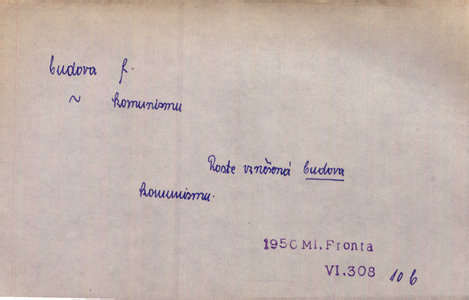 budova f.
~ komunismu
Roste vznešená budova
komunismu.
1950 Ml. Fronta
VI.308 10b